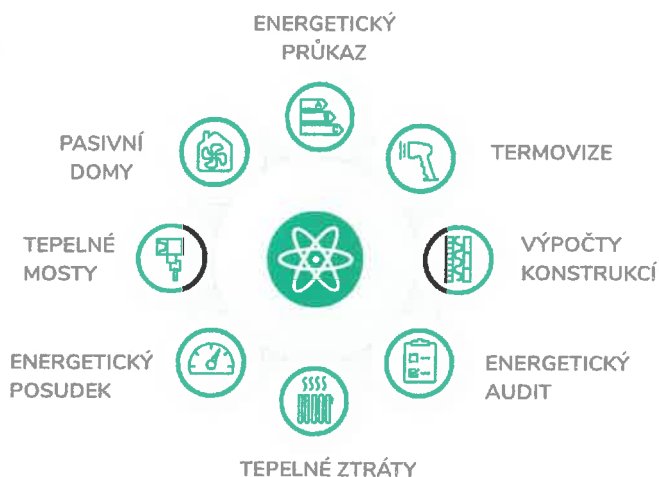 ENERGETICKÝ
PRŮKAZ
PASIVNÍ
DOMY
TERMOVIZE
TEPELNÉ
MOSTY
VÝPOČTY
KONSTRUKCÍ
ENERGETICKÝ
POSUDEK
ENERGETICKÝ
AUDIT
TEPELNÉ ZTRÁTY